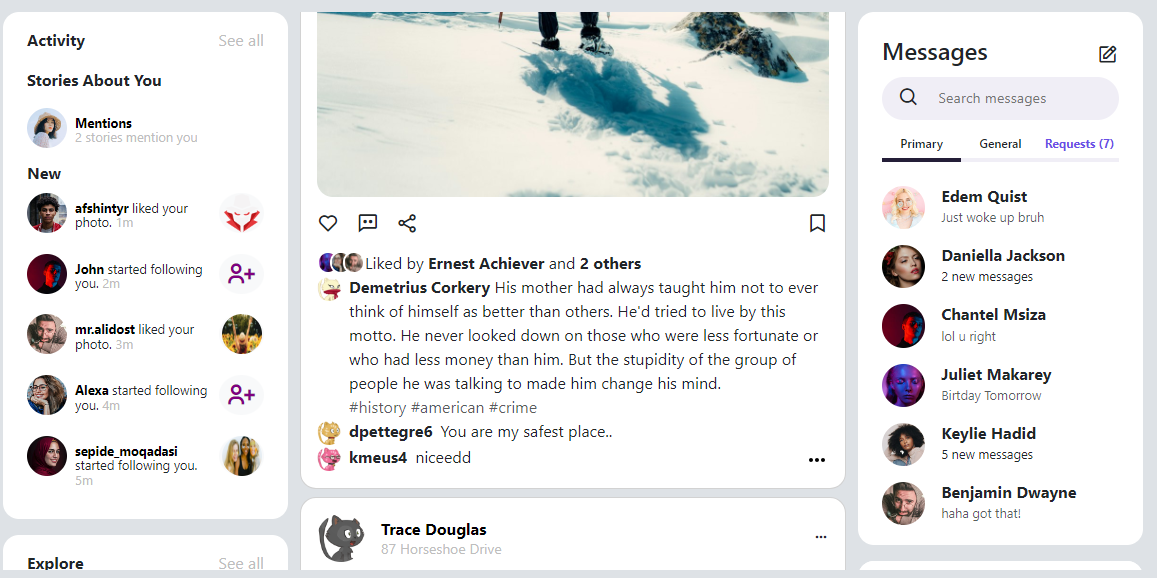 Activity
See all
Stories About You
Mentions
2 stories mention you
New
afshintyr liked your
photo. 1m
John started following
you. 2m
mr.alidost liked your
photo. 3m
Alexa started following
you. 4m
sepide_moqadasi
started following you.
5m
Explore
See all
Liked by Ernest Achiever and 2 others
Demetrius Corkery His mother had always taught him not to ever
think of himself as better than others. He'd tried to live by this
motto. He never looked down on those who were less fortunate or
who had less money than him. But the stupidity of the group of
people he was talking to made him change his mind.
#history #american #crime
dpettegre6 You are my safest place..
kmeus4 niceedd
Trace Douglas
87 Horseshoe Drive
Messages
Search messages
Primary
General
Requests (7)
Edem Quist
Just woke up bruh
Daniella Jackson
2 new messages
Chantel Msiza
lol u right
Juliet Makarey
Birtday Tomorrow
Keylie Hadid
5 new messages
Benjamin Dwayne
haha got that!